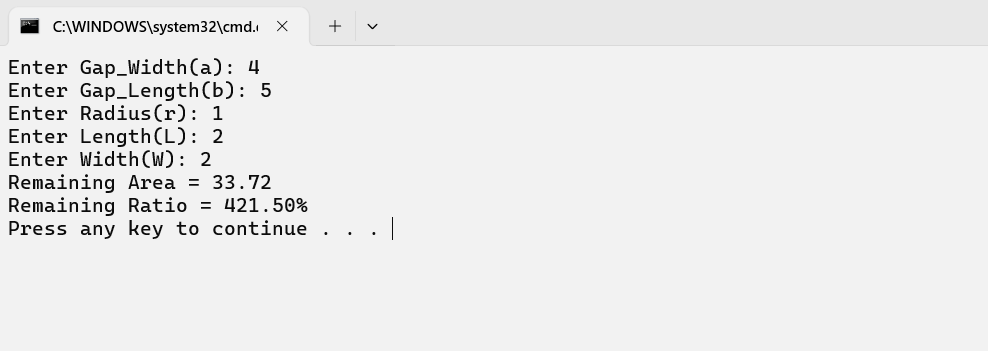 C:\WINDOWS\system32\cmd.
Enter Gap_Width(a): 4
Enter Gap_Length(b): 5
Enter Radius(r): 1
Enter Length(L): 2
Enter Width(W): 2
Remaining Area = 33.72
Remaining Ratio = 421.50%
Press any key to continue . . .